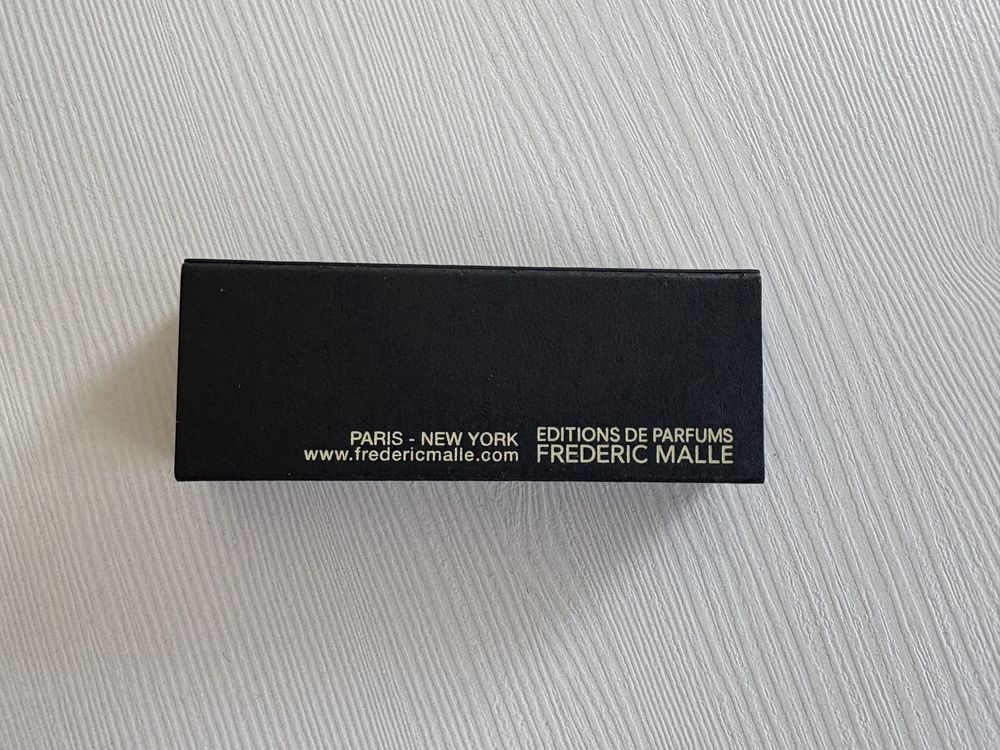 PARIS - NEW YORK
www.fredericmalle.com
EDITIONS DE PARFUMS
FREDERIC MALLE